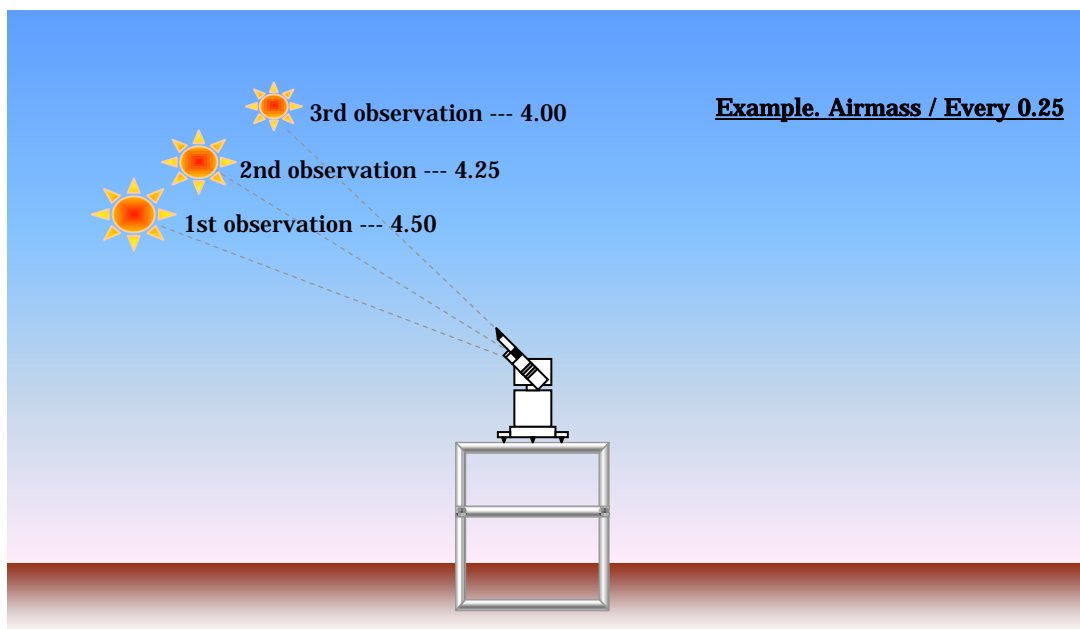 Example. Airmass / Every 0.25
3rd observation --- 4.00
2nd observation --- 4.25
1st observation --- 4.50